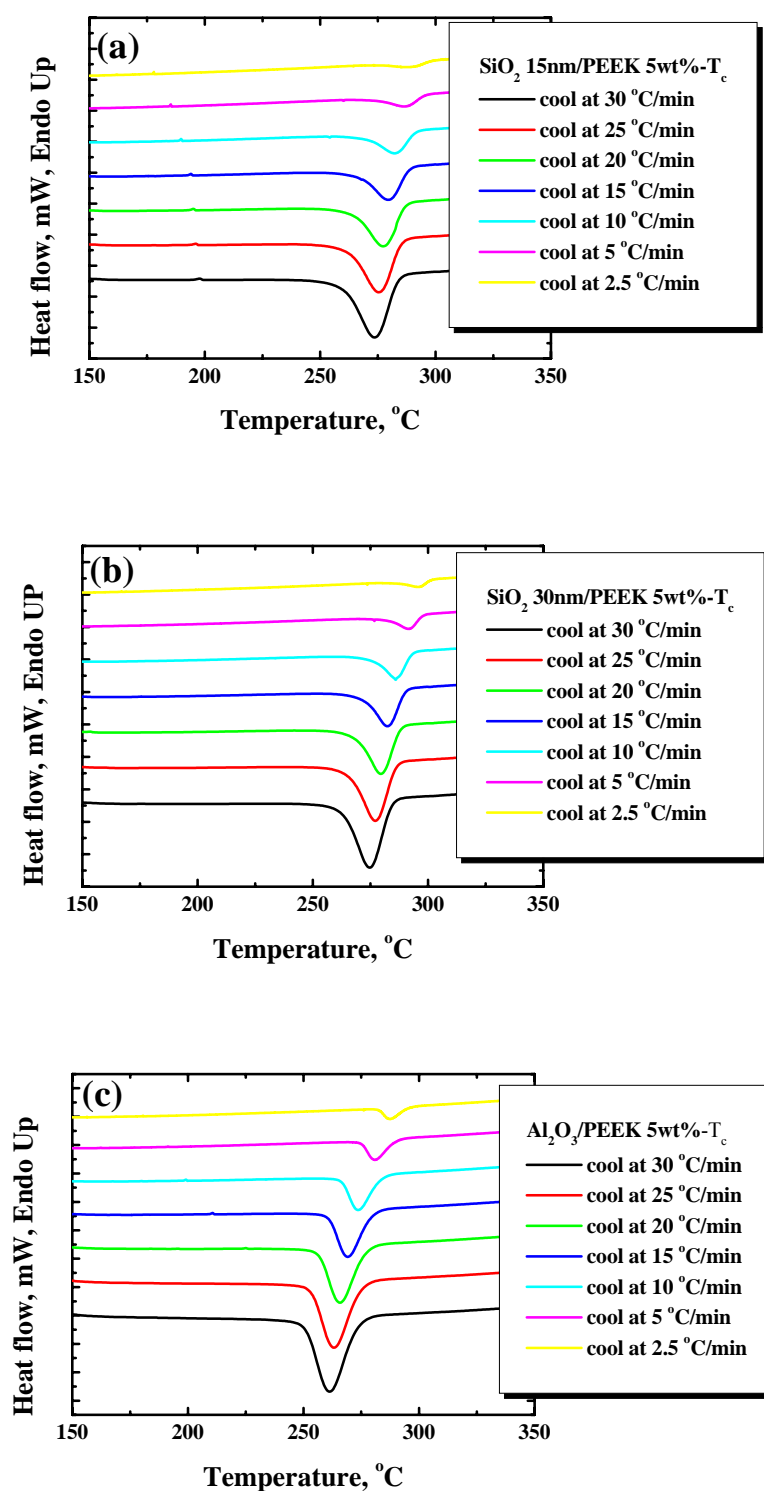 (a)
SiO₂ 15nm/PEEK 5wt%-T_c
cool at 30 °C/min
cool at 25 °C/min
cool at 20 °C/min
cool at 15 °C/min
cool at 10 °C/min
cool at 5 °C/min
cool at 2.5 °C/min
Heat flow, mW, Endo Up
150 200 250 300 350
Temperature, °C
(b)
SiO₂ 30nm/PEEK 5wt%-T_c
cool at 30 °C/min
cool at 25 °C/min
cool at 20 °C/min
cool at 15 °C/min
cool at 10 °C/min
cool at 5 °C/min
cool at 2.5 °C/min
Heat flow, mW, Endo UP
150 200 250 300 350
Temperature, °C
(c)
Al₂O₃/PEEK 5wt%-T_c
cool at 30 °C/min
cool at 25 °C/min
cool at 20 °C/min
cool at 15 °C/min
cool at 10 °C/min
cool at 5 °C/min
cool at 2.5 °C/min
Heat flow, mW, Endo Up
150 200 250 300 350
Temperature, °C